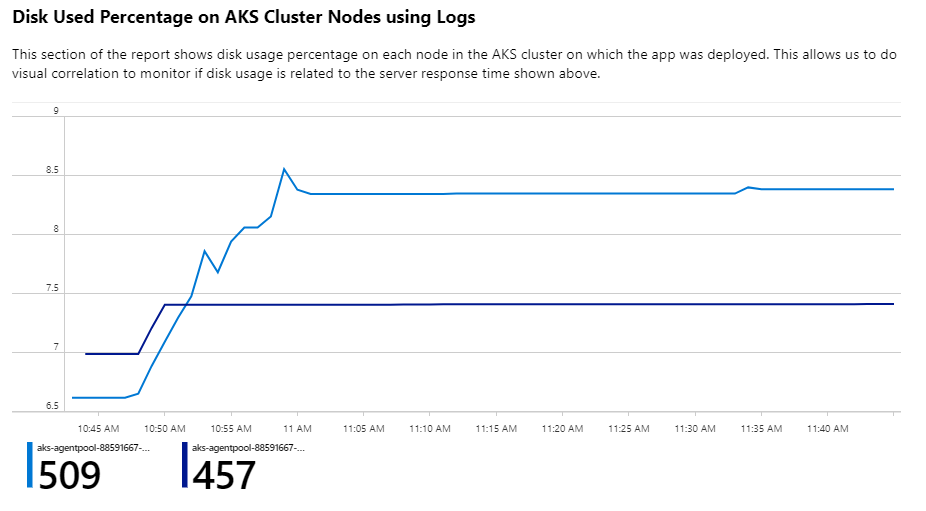 Disk Used Percentage on AKS Cluster Nodes using Logs
This section of the report shows disk usage percentage on each node in the AKS cluster on which the app was deployed. This allows us to do
visual correlation to monitor if disk usage is related to the server response time shown above.
9
8.5
8
7.5
7
6.5
10:45 AM 10:50 AM 10:55 AM 11 AM 11:05 AM 11:10 AM 11:15 AM 11:20 AM 11:25 AM 11:30 AM 11:35 AM 11:40 AM
aks-agentpool-88591667-... aks-agentpool-88591667-...
509 457